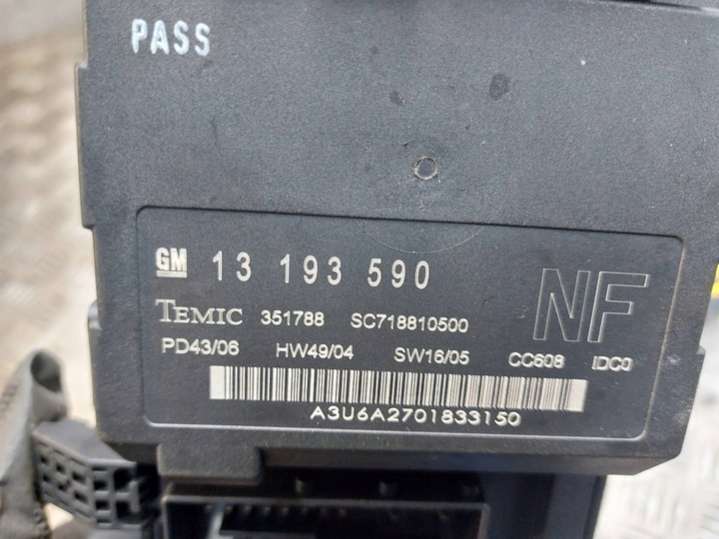 PASS
GM 13 193 590
NF
TEMIC 351788 SC718810500
PD43/06 HW49/04 SW16/05 CC608 IDC0
A3U6A2701833150